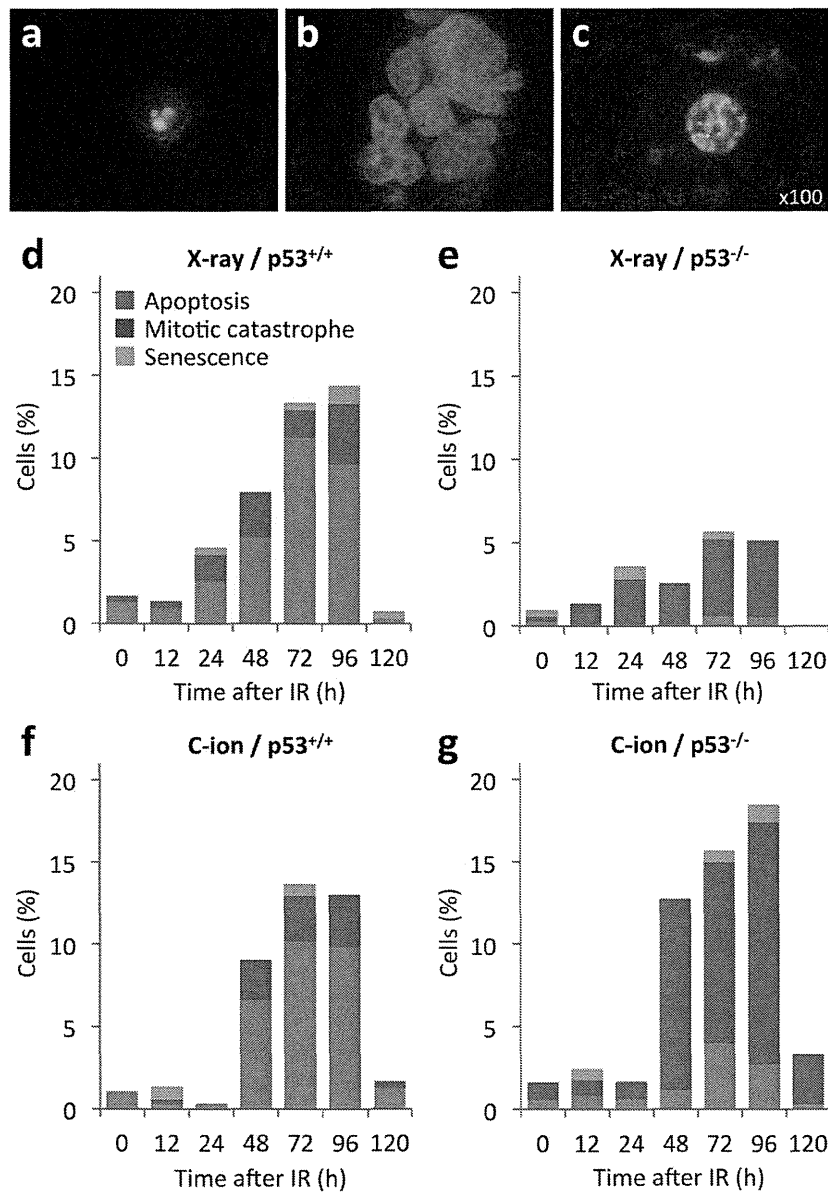 a b c
x100
d X-ray / p53+/+
Apoptosis
Mitotic catastrophe
Senescence
20
15
10
5
0
Cells (%)
0 12 24 48 72 96 120
Time after IR (h)
e X-ray / p53-/-
20
15
10
5
0
Cells (%)
0 12 24 48 72 96 120
Time after IR (h)
f C-ion / p53+/+
20
15
10
5
0
Cells (%)
0 12 24 48 72 96 120
Time after IR (h)
g C-ion / p53-/-
20
15
10
5
0
Cells (%)
0 12 24 48 72 96 120
Time after IR (h)